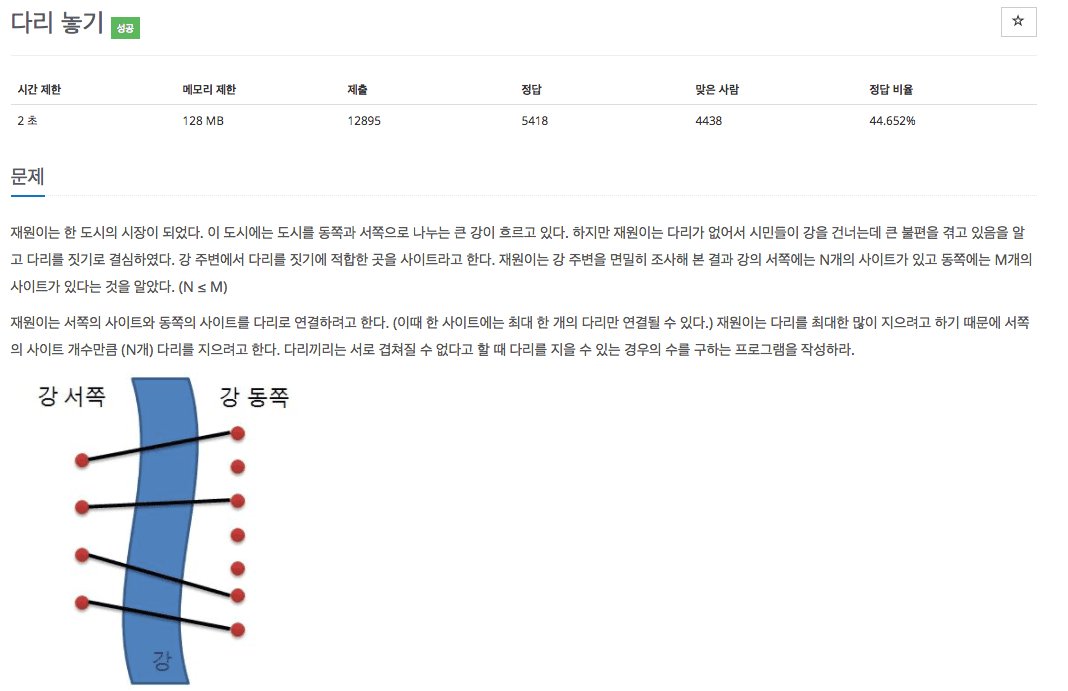 다리 놓기 성공
☆
시간 제한 메모리 제한 제출 정답 맞은 사람 정답 비율
2 초 128 MB 12895 5418 4438 44.652%
문제
재원이는 한 도시의 시장이 되었다. 이 도시에는 도시를 동쪽과 서쪽으로 나누는 큰 강이 흐르고 있다. 하지만 재원이는 다리가 없어서 시민들이 강을 건너는데 큰 불편을 겪고 있음을 알
고 다리를 짓기로 결심하였다. 강 주변에서 다리를 짓기에 적합한 곳을 사이트라고 한다. 재원이는 강 주변을 면밀히 조사해 본 결과 강의 서쪽에는 N개의 사이트가 있고 동쪽에는 M개의
사이트가 있다는 것을 알았다. (N ≤ M)
재원이는 서쪽의 사이트와 동쪽의 사이트를 다리로 연결하려고 한다. (이때 한 사이트에는 최대 한 개의 다리만 연결될 수 있다.) 재원이는 다리를 최대한 많이 지으려고 하기 때문에 서쪽
의 사이트 개수만큼 (N개) 다리를 지으려고 한다. 다리끼리는 서로 겹쳐질 수 없다고 할 때 다리를 지을 수 있는 경우의 수를 구하는 프로그램을 작성하라.
강 서쪽 강 동쪽
강